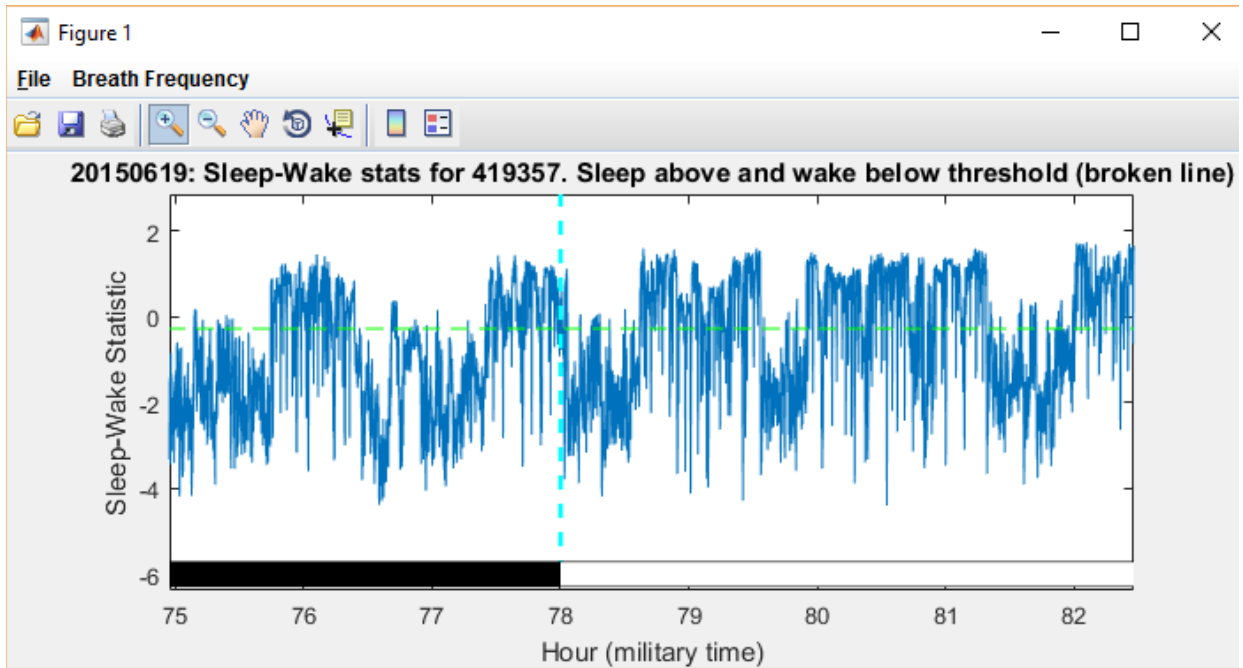 Figure 1
File Breath Frequency
20150619: Sleep-Wake stats for 419357. Sleep above and wake below threshold (broken line)
Sleep-Wake Statistic
2
0
-2
-4
-6
75 76 77 78 79 80 81 82
Hour (military time)